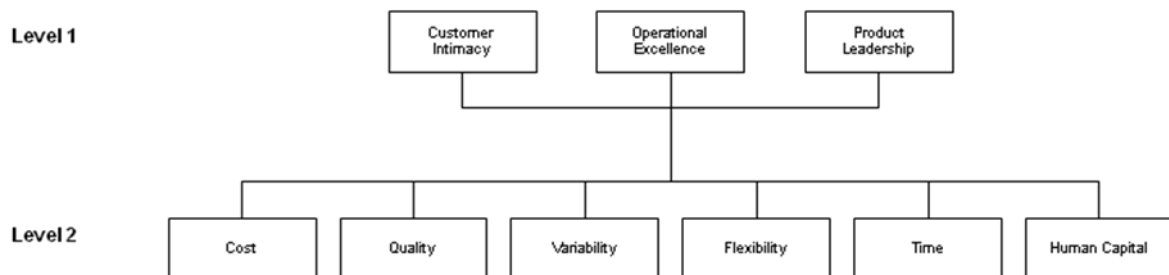 Level 1
Customer
Intimacy
Operational
Excellence
Product
Leadership
Level 2
Cost
Quality
Variability
Flexibility
Time
Human Capital